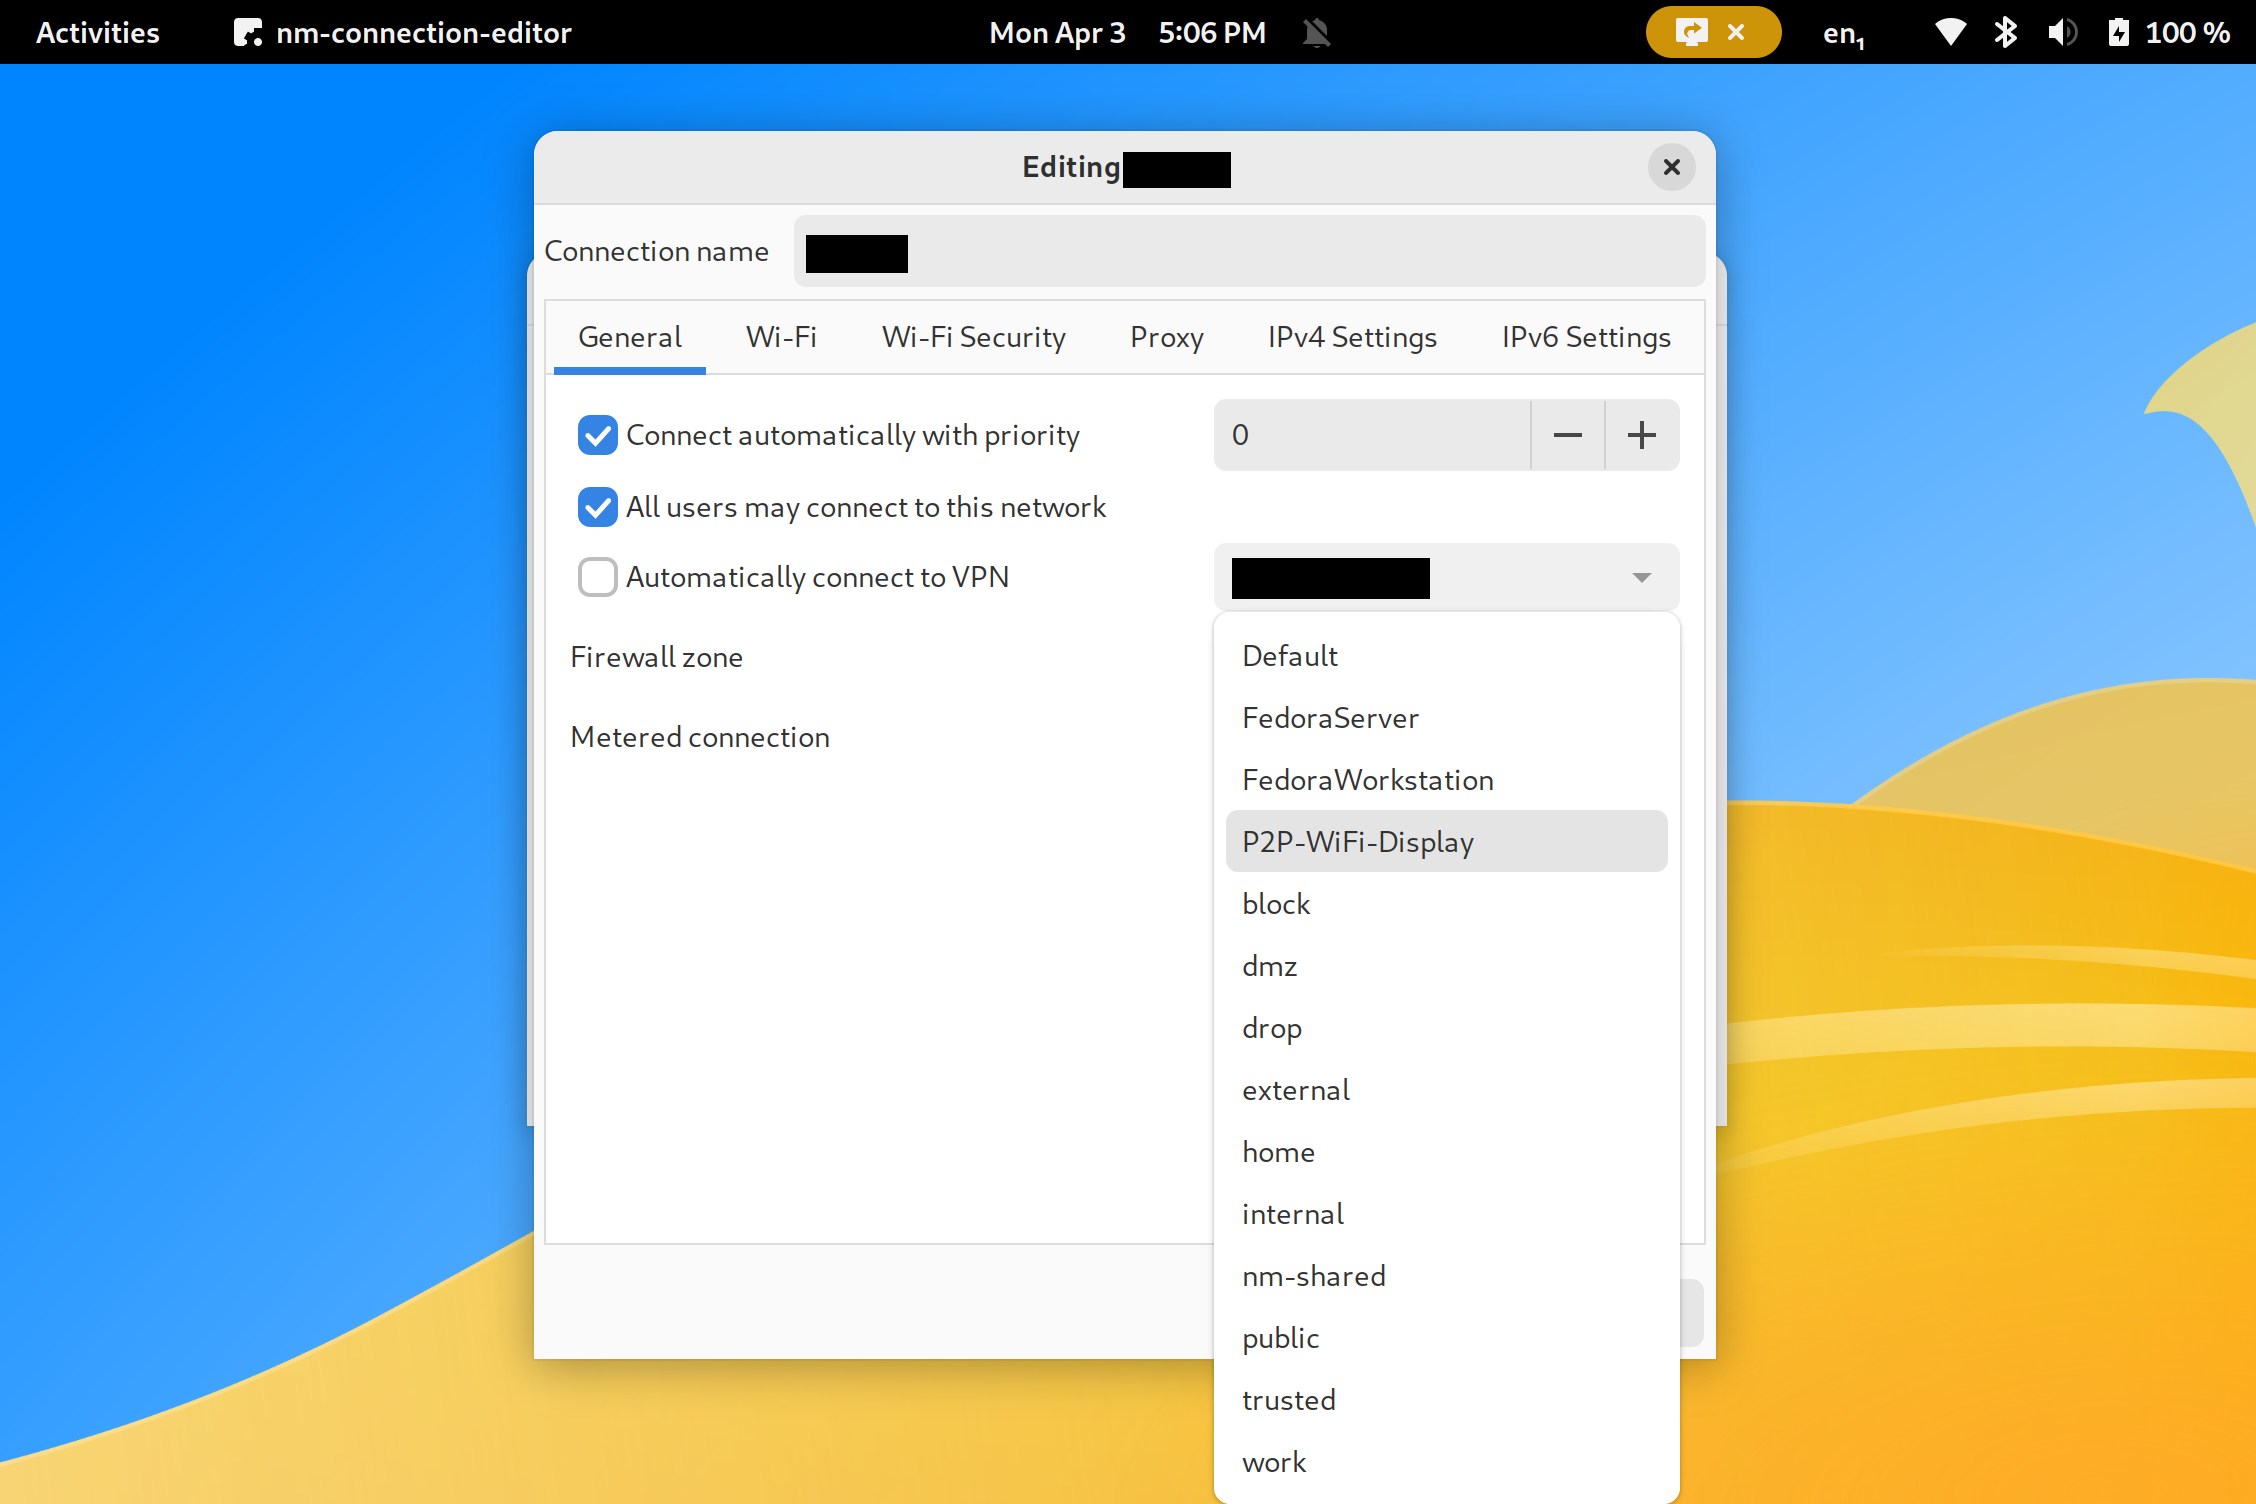 Activities nm-connection-editor Mon Apr 3 5:06 PM en₁ 100 %
Editing
Connection name
General Wi-Fi Wi-Fi Security Proxy IPv4 Settings IPv6 Settings
Connect automatically with priority 0
All users may connect to this network
Automatically connect to VPN
Firewall zone
Metered connection
Default
FedoraServer
FedoraWorkstation
P2P-WiFi-Display
block
dmz
drop
external
home
internal
nm-shared
public
trusted
work